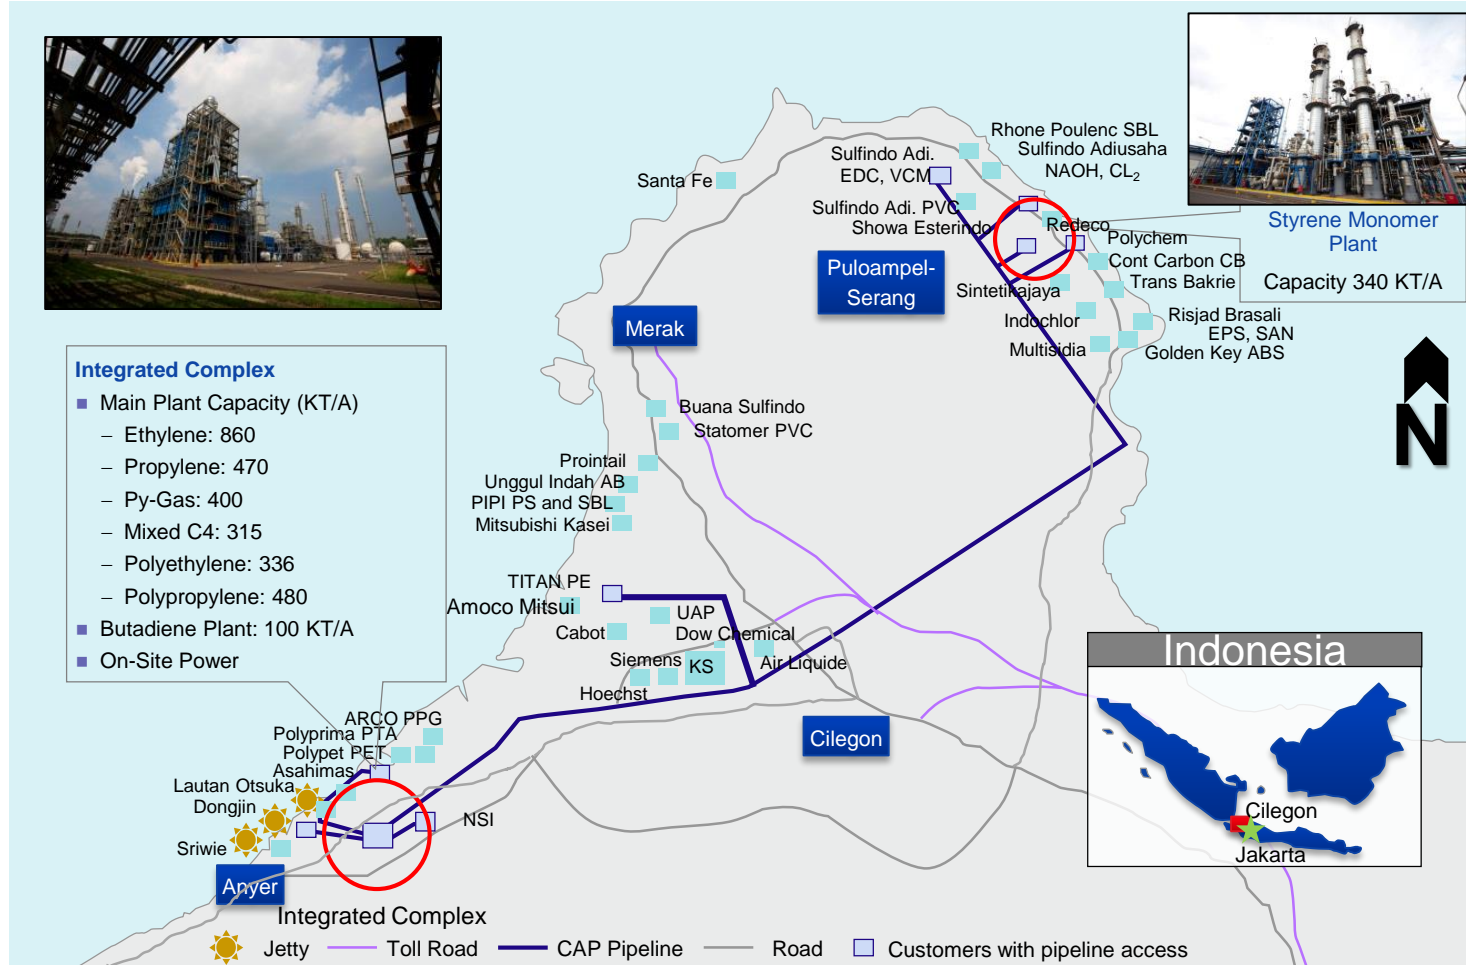 Rhone Poulenc SBL
Sulfindo Adi.
Sulfindo Adiusaha
EDC, VCM
NAOH, CL₂
Santa Fe
Sulfindo Adi. PVC
Showa Esterindo
Redeco
Styrene Monomer
Plant
Capacity 340 KT/A
Polychem
Cont Carbon CB
Trans Bakrie
Puloampel-
Serang
Sintetikajaya
Indochlor
Risjad Brasali
EPS, SAN
Multisidia
Golden Key ABS
Merak
N
Integrated Complex
Main Plant Capacity (KT/A)
– Ethylene: 860
– Propylene: 470
– Py-Gas: 400
– Mixed C4: 315
– Polyethylene: 336
– Polypropylene: 480
Butadiene Plant: 100 KT/A
On-Site Power
Buana Sulfindo
Statomer PVC
Prointail
Unggul Indah AB
PIPI PS and SBL
Mitsubishi Kasei
TITAN PE
Amoco Mitsui
UAP
Cabot
Dow Chemical
Siemens
KS
Air Liquide
Hoechst
Cilegon
ARCO PPG
Polyprima PTA
Polypet PET
Asahimas
Lautan Otsuka
Dongjin
NSI
Sriwie
Anyer
Integrated Complex
Indonesia
Cilegon
Jakarta
Jetty
Toll Road
CAP Pipeline
Road
Customers with pipeline access